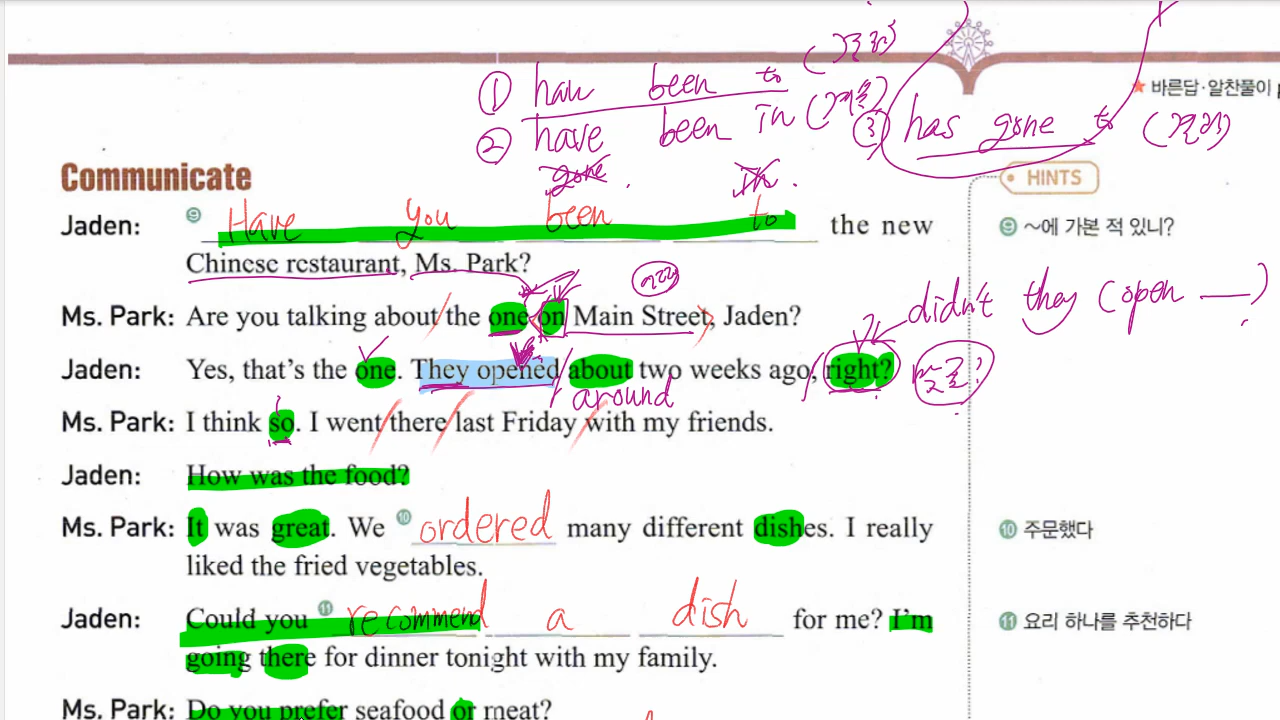 ① have been to (경험)
② have been in
③ has gone to (결과)
gone in
★ 바른답·알찬풀이
Communicate
HINTS
Jaden: ⑨ Have you been to the new
⑨ ~에 가본 적 있니?
Chinese restaurant, Ms. Park?
Ms. Park: Are you talking about the one on Main Street, Jaden?
didn't they (open )
Jaden: Yes, that's the one. They opened about two weeks ago, right?
around
Ms. Park: I think so. I went there last Friday with my friends.
Jaden: How was the food?
Ms. Park: It was great. We ⑩ ordered many different dishes. I really
⑩ 주문했다
liked the fried vegetables.
Jaden: Could you ⑪ recommend a dish for me? I'm
⑪ 요리 하나를 추천하다
going there for dinner tonight with my family.
Ms. Park: Do you prefer seafood or meat?